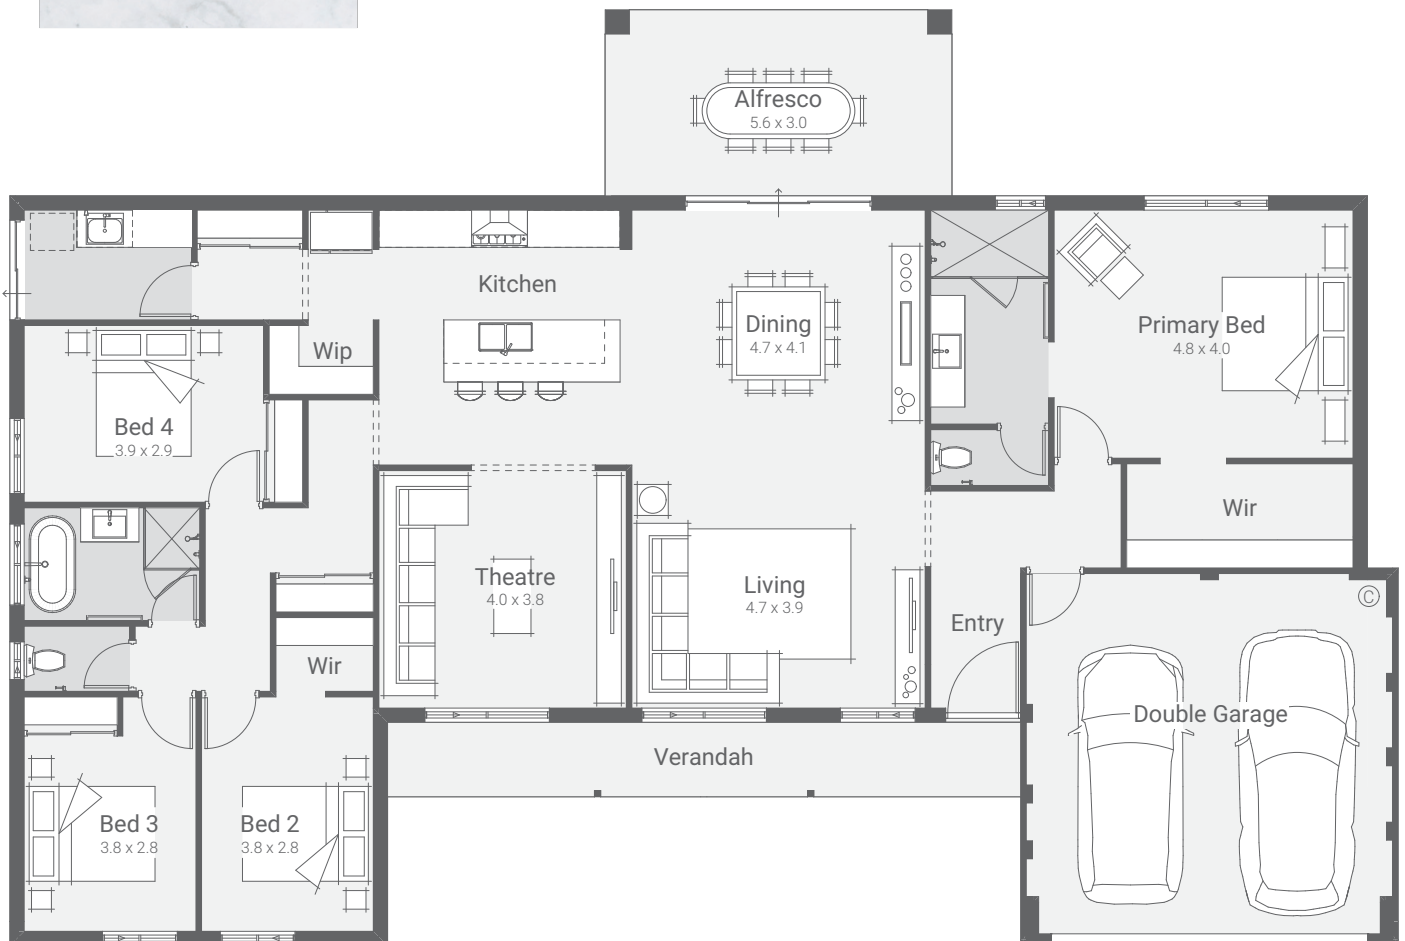 Alfresco
5.6 x 3.0
Kitchen
Wip
Dining
4.7 x 4.1
Primary Bed
4.8 x 4.0
Bed 4
3.9 x 2.9
Wir
Theatre
4.0 x 3.8
Living
4.7 x 3.9
Entry
C
Wir
Double Garage
Verandah
Bed 3
3.8 x 2.8
Bed 2
3.8 x 2.8